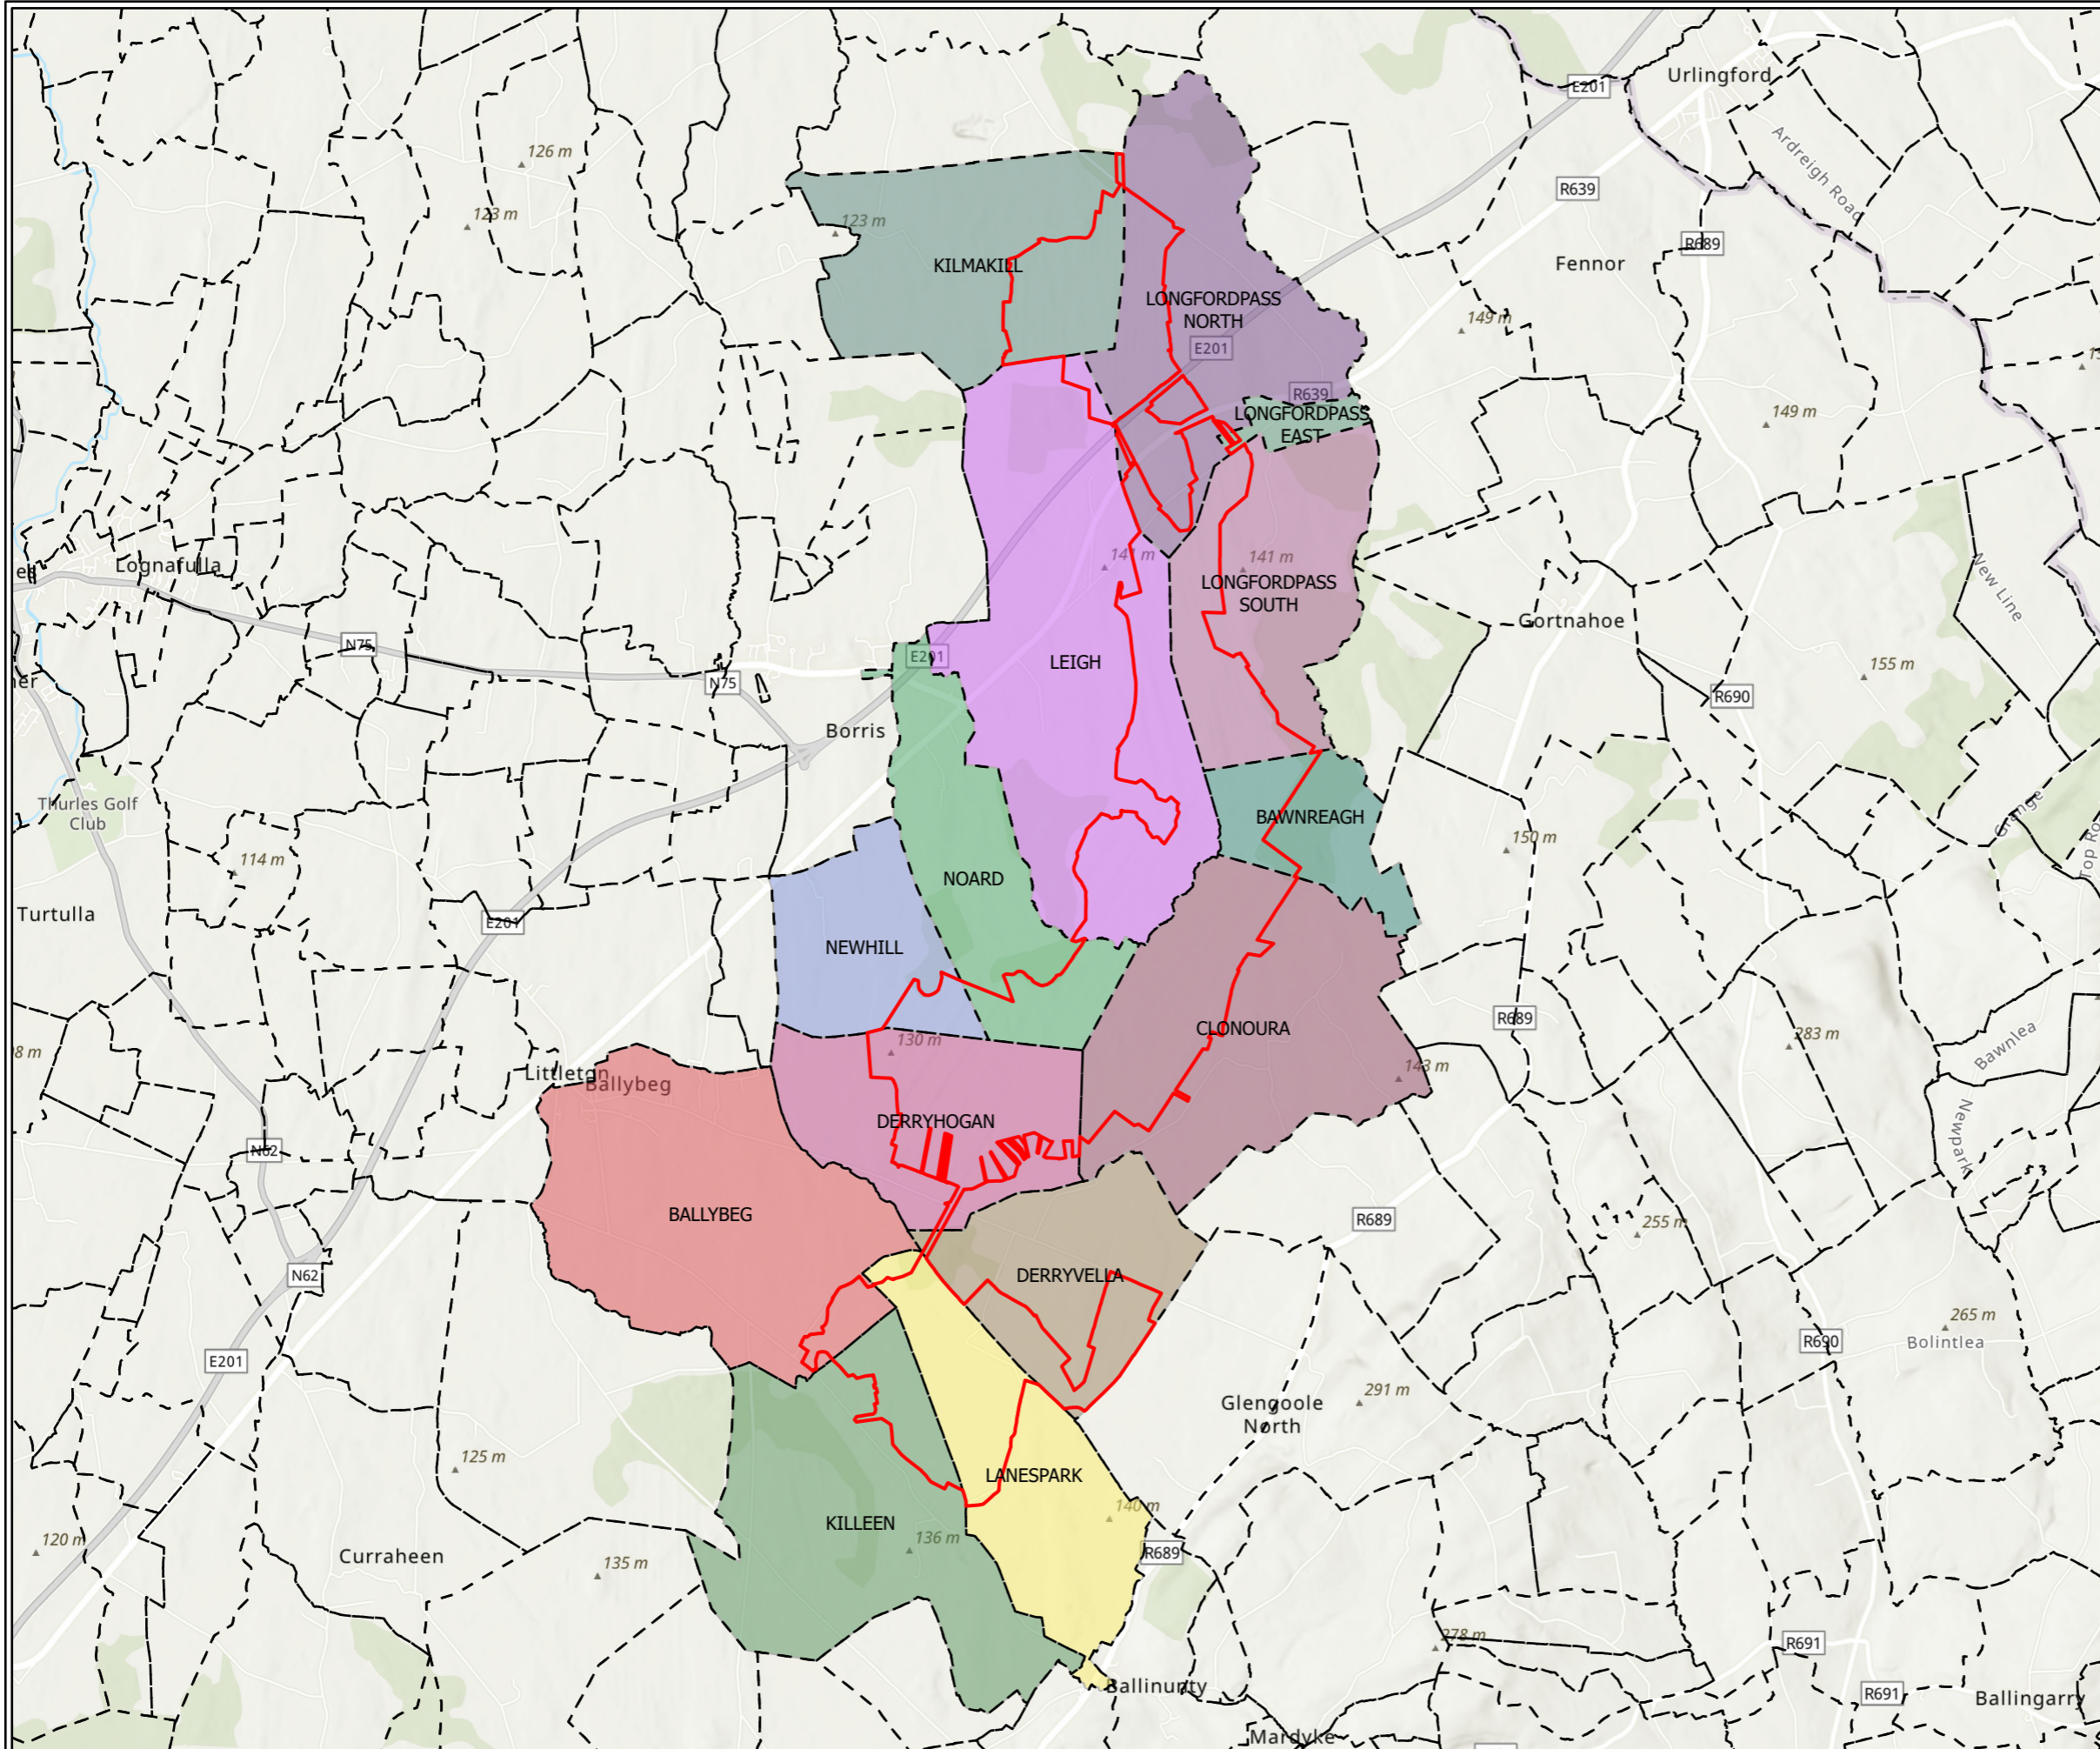 Urlingford
E201
Ardreigh Road
126 m
R639
123 m
123 m
R689
Fennor
KILMAKILL
LONGFORDPASS
NORTH
149 m
E201
R639
149 m
LONGFORDPASS
EAST
Lognafulla
141 m
141 m
LONGFORDPASS
SOUTH
New Line
Gortnahoe
N75
E201
LEIGH
155 m
N75
R690
Borris
Thurles Golf
Club
BAWNREAGH
Grange
150 m
114 m
NOARD
Turtulla
E201
NEWHILL
R689
CLONOURA
283 m
Bawnlea
130 m
8 m
Littleton
Ballybeg
143 m
DERRYHOGAN
Newpark
N62
BALLYBEG
R689
255 m
N62
DERRYVELLA
265 m
R690
Bolintlea
E201
291 m
Glengoole
North
125 m
LANESPARK
140 m
KILLEEN
136 m
120 m
Curraheen
135 m
R689
278 m
R691
Ballinunty
R691
Ballingarry
Mardyke